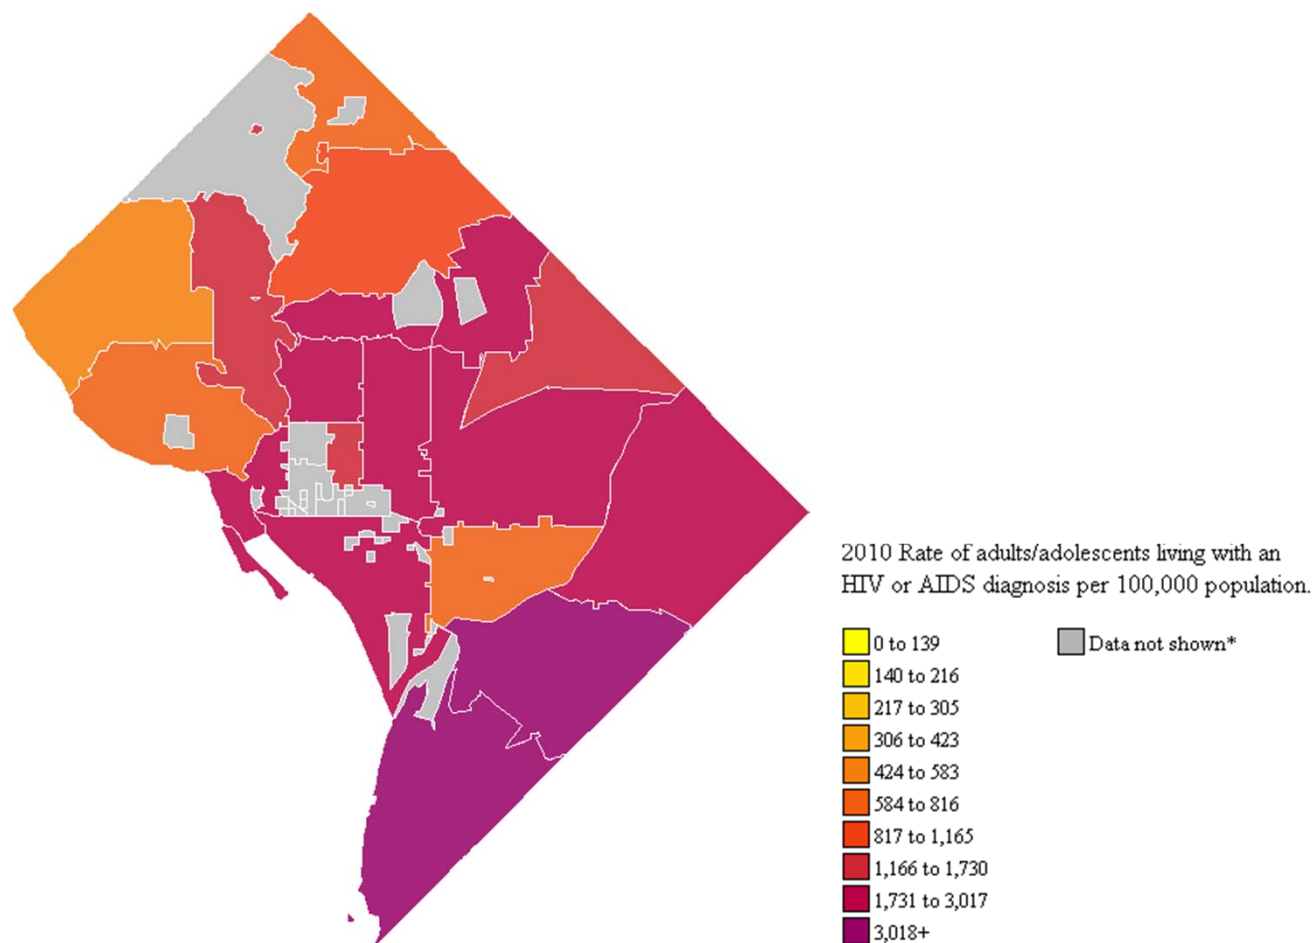 2010 Rate of adults/adolescents living with an
HIV or AIDS diagnosis per 100,000 population.
0 to 139
Data not shown*
140 to 216
217 to 305
306 to 423
424 to 583
584 to 816
817 to 1,165
1,166 to 1,730
1,731 to 3,017
3,018+